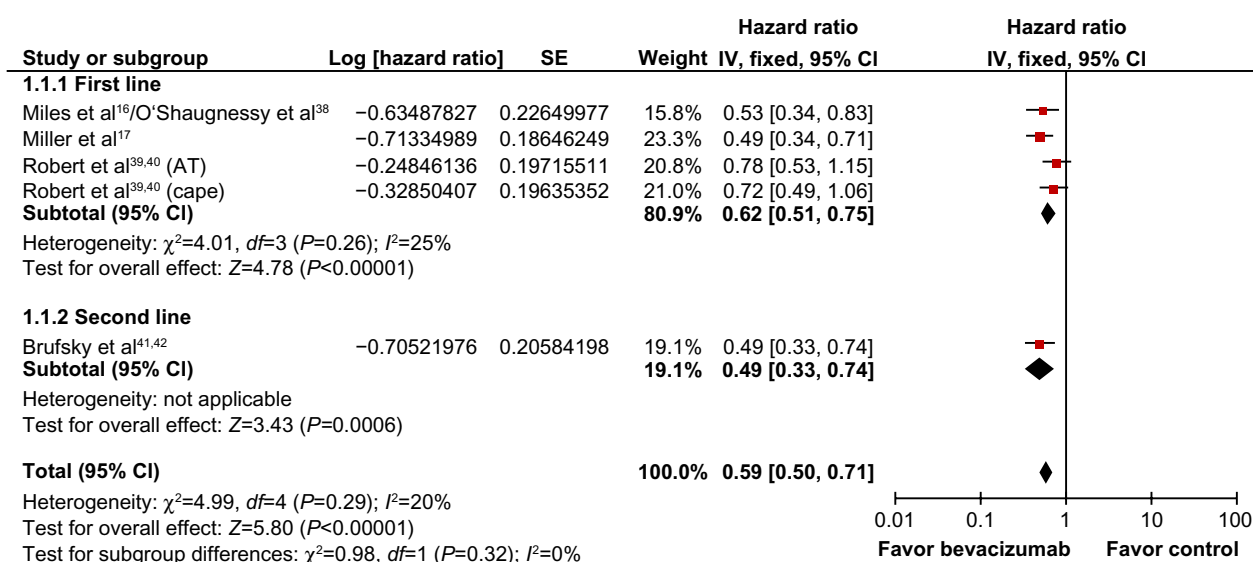 Hazard ratio Hazard ratio
Study or subgroup Log [hazard ratio] SE Weight IV, fixed, 95% CI IV, fixed, 95% CI
1.1.1 First line
Miles et al¹⁶/O‘Shaugnessy et al³⁸ −0.63487827 0.22649977 15.8% 0.53 [0.34, 0.83]
Miller et al¹⁷ −0.71334989 0.18646249 23.3% 0.49 [0.34, 0.71]
Robert et al³⁹,⁴⁰ (AT) −0.24846136 0.19715511 20.8% 0.78 [0.53, 1.15]
Robert et al³⁹,⁴⁰ (cape) −0.32850407 0.19635352 21.0% 0.72 [0.49, 1.06]
Subtotal (95% CI) 80.9% 0.62 [0.51, 0.75]
Heterogeneity: χ²=4.01, df=3 (P=0.26); I²=25%
Test for overall effect: Z=4.78 (P<0.00001)
1.1.2 Second line
Brufsky et al⁴¹,⁴² −0.70521976 0.20584198 19.1% 0.49 [0.33, 0.74]
Subtotal (95% CI) 19.1% 0.49 [0.33, 0.74]
Heterogeneity: not applicable
Test for overall effect: Z=3.43 (P=0.0006)
Total (95% CI) 100.0% 0.59 [0.50, 0.71]
Heterogeneity: χ²=4.99, df=4 (P=0.29); I²=20%
Test for overall effect: Z=5.80 (P<0.00001)
Test for subgroup differences: χ²=0.98, df=1 (P=0.32); I²=0%
0.01 0.1 1 10 100
Favor bevacizumab Favor control